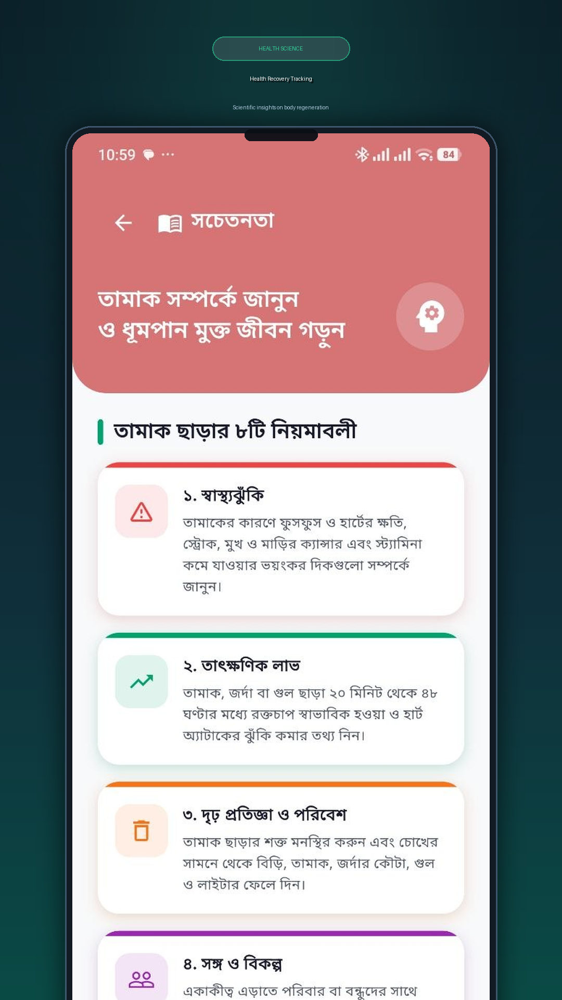 HEALTH SCIENCE
Health Recovery Tracking
Scientific insights on body regeneration
10:59
84
সচেতনতা
তামাক সম্পর্কে জানুন
ও ধূমপান মুক্ত জীবন গড়ুন
তামাক ছাড়ার ৮টি নিয়মাবলী
১. স্বাস্থ্যঝুঁকি
তামাকের কারণে ফুসফুস ও হার্টের ক্ষতি,
স্ট্রোক, মুখ ও মাড়ির ক্যান্সার এবং স্ট্যামিনা
কমে যাওয়ার ভয়ংকর দিকগুলো সম্পর্কে
জানুন।
২. তাৎক্ষণিক লাভ
তামাক, জর্দা বা গুল ছাড়া ২০ মিনিট থেকে ৪৮
ঘণ্টার মধ্যে রক্তচাপ স্বাভাবিক হওয়া ও হার্ট
অ্যাটাকের ঝুঁকি কমার তথ্য নিন।
৩. দৃঢ় প্রতিজ্ঞা ও পরিবেশ
তামাক ছাড়ার শক্ত মনস্থির করুন এবং চোখের
সামনে থেকে বিড়ি, তামাক, জর্দার কৌটা, গুল
ও লাইটার ফেলে দিন।
৪. সঙ্গ ও বিকল্প
একাকীত্ব এড়াতে পরিবার বা বন্ধুদের সাথে